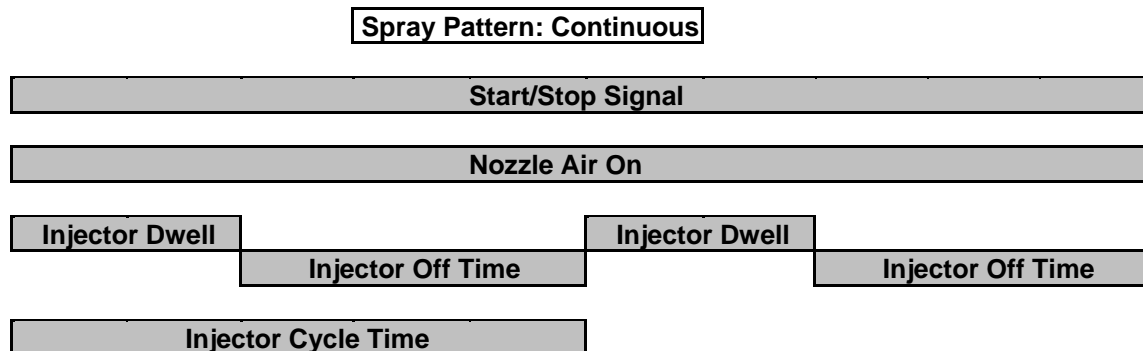 Spray Pattern: Continuous
Start/Stop Signal
Nozzle Air On
Injector Dwell Injector Dwell
Injector Off Time Injector Off Time
Injector Cycle Time